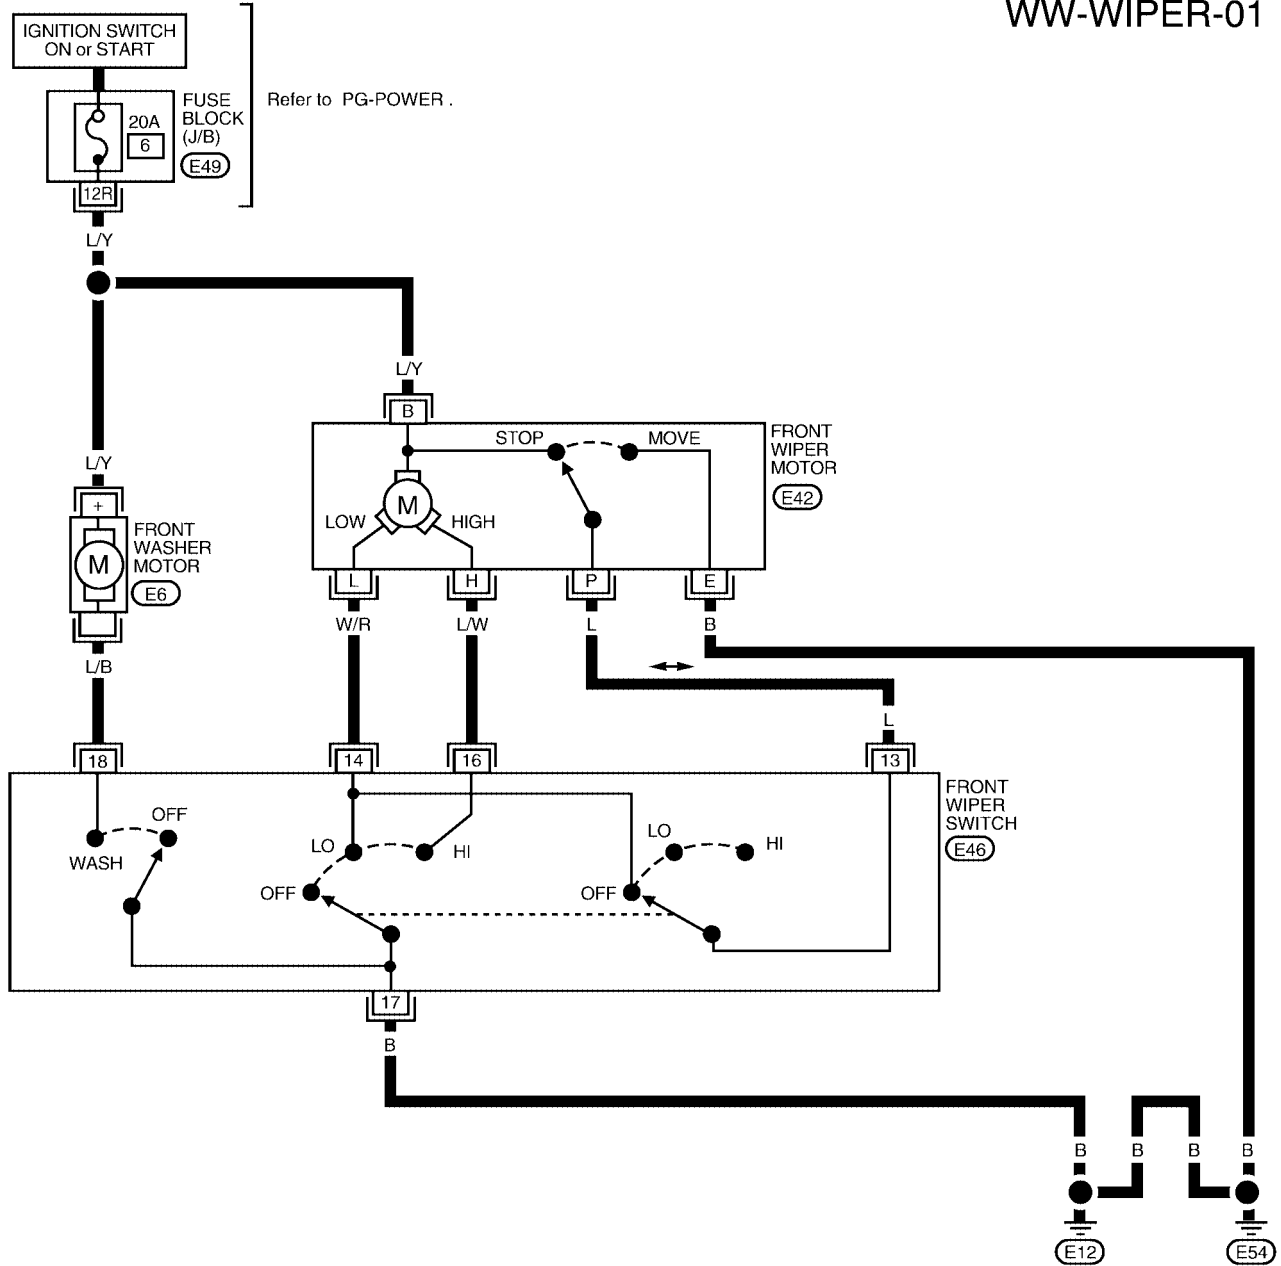 WW-WIPER-01
IGNITION SWITCH
ON or START
FUSE
BLOCK
(J/B)
20A
6
E49
Refer to PG-POWER .
12R
L/Y
L/Y
B
STOP
MOVE
FRONT
WIPER
MOTOR
E42
M
LOW
HIGH
L/Y
+
FRONT
WASHER
MOTOR
M
E6
L
H
P
E
W/R
L/W
L
B
L/B
L
18
14
16
13
FRONT
WIPER
SWITCH
E46
OFF
WASH
LO
HI
OFF
LO
HI
OFF
17
B
B
B
B
B
E12
E54